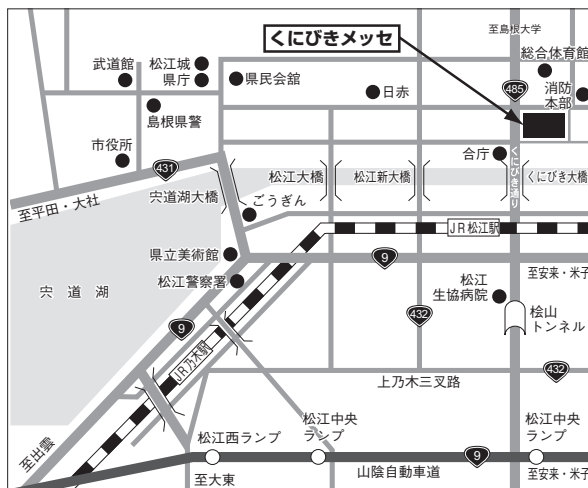 至島根大学
くにびきメッセ
総合体育館
武道館
松江城
県庁
県民会館
日赤
485
消防
本部
島根県警
市役所
431
合庁
くにびき通り
松江大橋
松江新大橋
くにびき大橋
宍道湖大橋
至平田・大社
ごうぎん
JR松江駅
県立美術館
9
至安来・米子
宍道湖
松江警察署
松江
生協病院
桧山
トンネル
9
432
JR乃木駅
432
上乃木三叉路
至出雲
松江西ランプ
松江中央
ランプ
松江中央
ランプ
9
至大東
山陰自動車道
至安来・米子